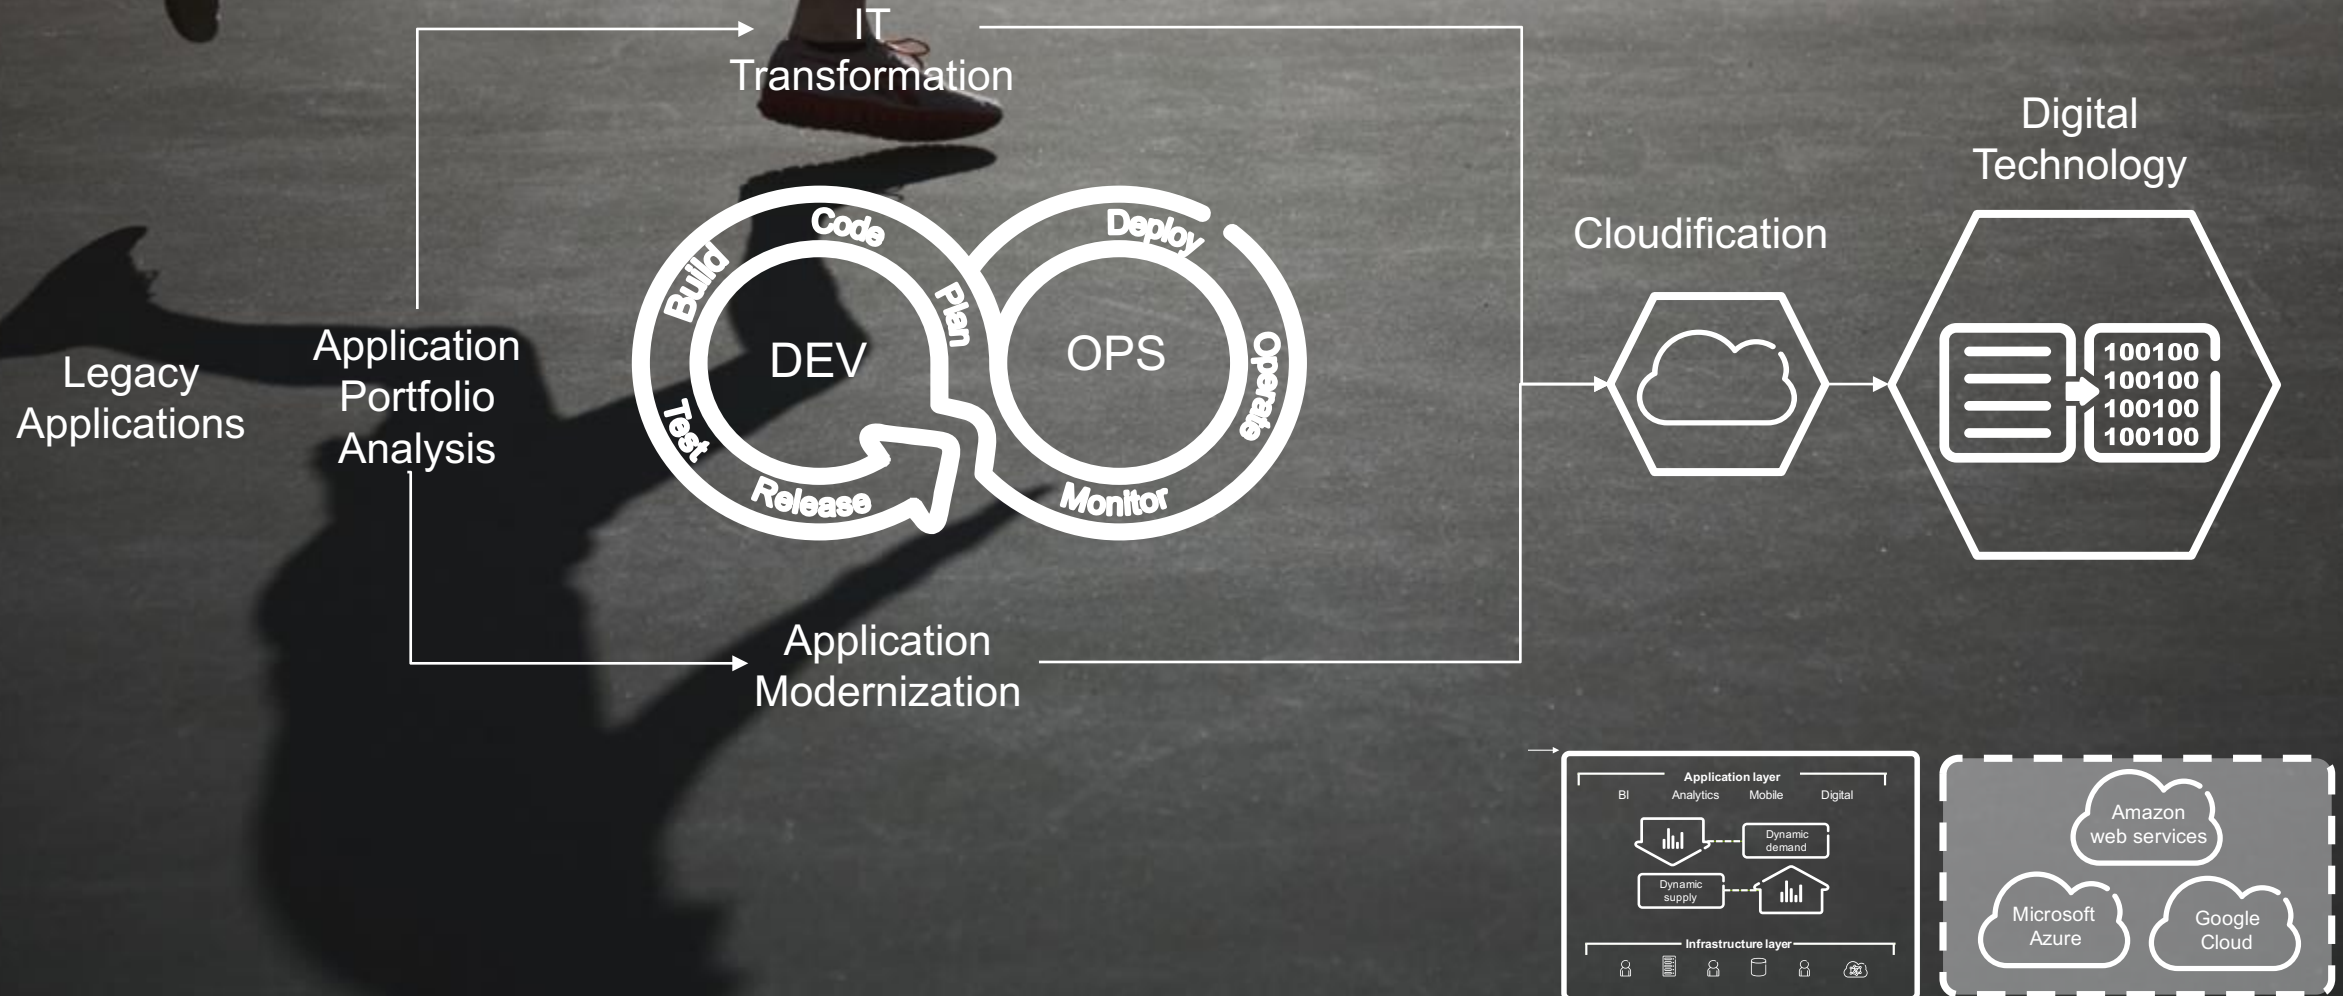 IT
Transformation
Digital
Technology
Cloudification
Code
Build
Plan
Test
Release
DEV
Deploy
Operate
Monitor
OPS
Legacy
Applications
Application
Portfolio
Analysis
100100
100100
100100
100100
Application
Modernization
Application layer
BI Analytics Mobile Digital
Dynamic
demand
Dynamic
supply
Infrastructure layer
Amazon
web services
Microsoft
Azure
Google
Cloud